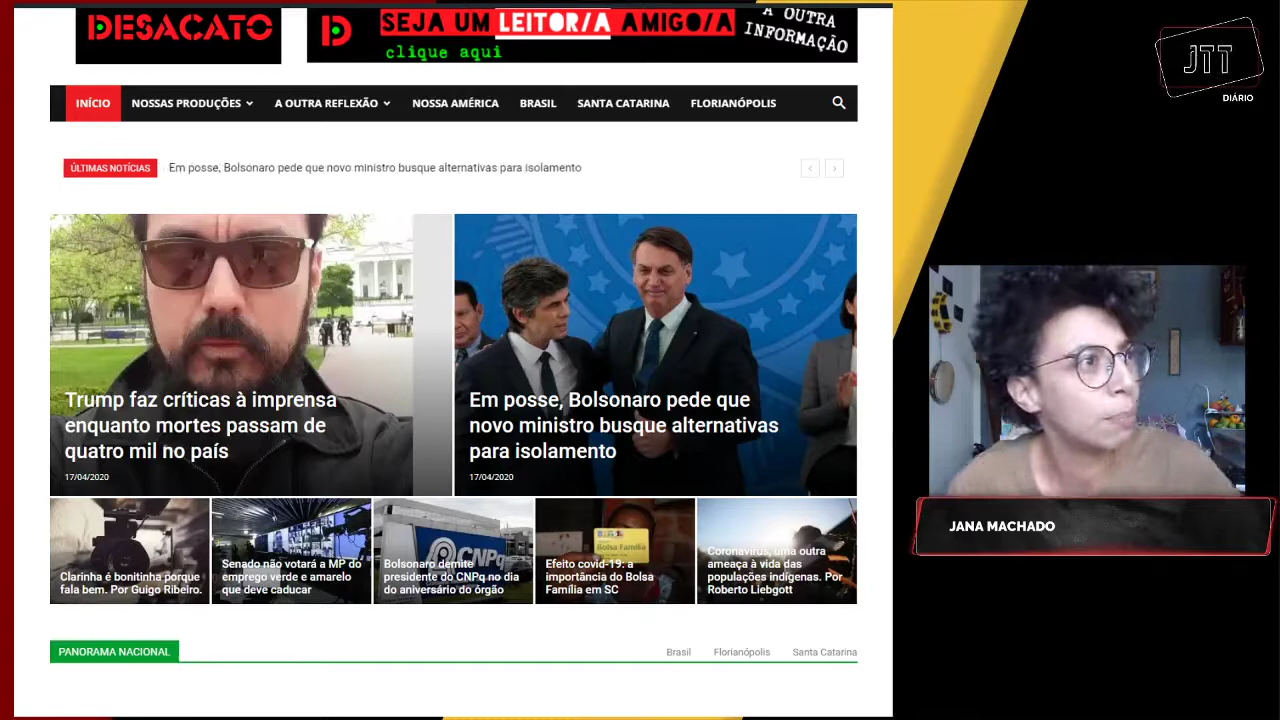 DESACATO
SEJA UM LEITOR/A AMIGO/A
clique aqui
A OUTRA
INFORMAÇÃO
JTT
DIÁRIO
INÍCIO
NOSSAS PRODUÇÕES
A OUTRA REFLEXÃO
NOSSA AMÉRICA
BRASIL
SANTA CATARINA
FLORIANÓPOLIS
ÚLTIMAS NOTÍCIAS
Em posse, Bolsonaro pede que novo ministro busque alternativas para isolamento
Trump faz críticas à imprensa
enquanto mortes passam de
quatro mil no país
17/04/2020
Em posse, Bolsonaro pede que
novo ministro busque alternativas
para isolamento
17/04/2020
Clarinha é bonitinha porque
fala bem. Por Guigo Ribeiro.
Senado não votará a MP do
emprego verde e amarelo
que deve caducar
CNPq
Bolsonaro demite
presidente do CNPq no dia
do aniversário do órgão
Bolsa Família
Efeito covid-19: a
importância do Bolsa
Família em SC
Coronavírus, uma outra
ameaça à vida das
populações indígenas. Por
Roberto Liebgott
JANA MACHADO
PANORAMA NACIONAL
Brasil
Florianópolis
Santa Catarina